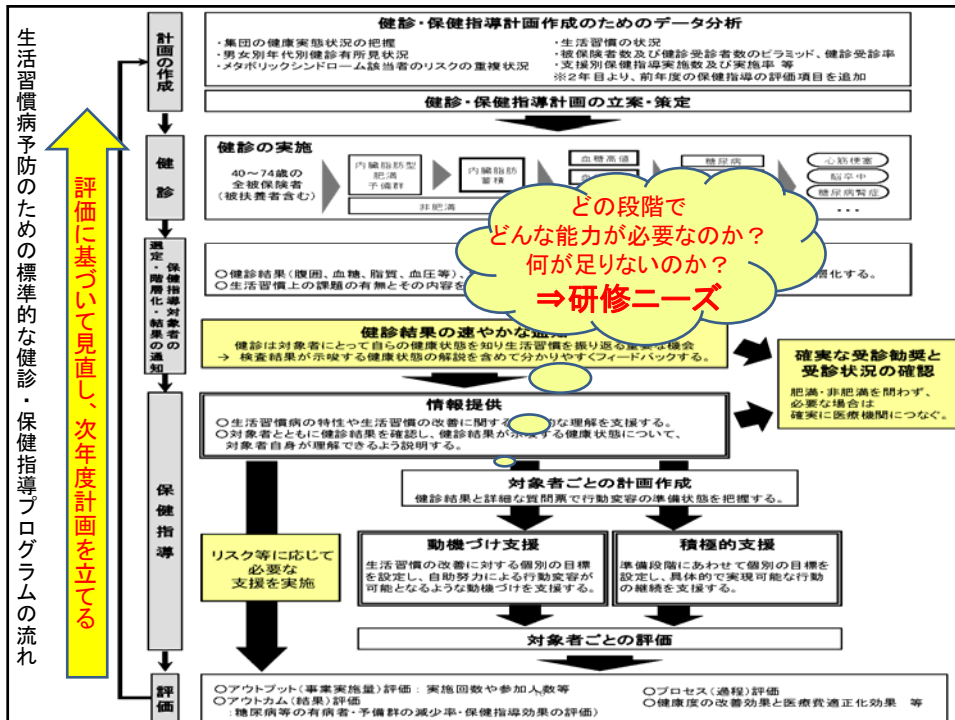 生活習慣病予防のための標準的な健診・保健指導プログラムの流れ
評価に基づいて見直し、次年度計画を立てる
計画の作成
健診・保健指導計画作成のためのデータ分析
・集団の健康実態状況の把握
・男女別年代別健診有所見状況
・メタボリックシンドローム該当者のリスクの重複状況
・生活習慣の状況
・被保険者数及び健診受診者数のピラミッド、健診受診率
・支援別保健指導実施数及び実施率 等
※2年目より、前年度の保健指導の評価項目を追加
健診・保健指導計画の立案・策定
健診
健診の実施
40~74歳の
全被保険者
(被扶養者含む)
内臓脂肪型
肥満
予備群
内臓脂肪
蓄積
非肥満
血糖高値
血
糖尿病
心筋梗塞
脳卒中
糖尿病腎症
・・・
どの段階で
どんな能力が必要なのか?
何が足りないのか?
⇒研修ニーズ
保健指導対象者の
選定・階層化・結果の通知
○健診結果(腹囲、血糖、脂質、血圧等)、
層化する。
○生活習慣上の課題の有無とその内容を
健診結果の速やかな通
健診は対象者にとって自らの健康状態を知り生活習慣を振り返る重要な機会
→ 検査結果が示唆する健康状態の解説を含めて分かりやすくフィードバックする。
確実な受診勧奨と
受診状況の確認
肥満・非肥満を問わず、
必要な場合は
確実に医療機関につなぐ。
保健指導
情報提供
○生活習慣病の特性や生活習慣の改善に関する
的な理解を支援する。
○対象者とともに健診結果を確認し、健診結果が示唆する健康状態について、
対象者自身が理解できるよう説明する。
対象者ごとの計画作成
健診結果と詳細な質問票で行動変容の準備状態を把握する。
リスク等に応じて
必要な
支援を実施
動機づけ支援
生活習慣の改善に対する個別の目標
を設定し、自助努力による行動変容が
可能となるような動機づけを支援する。
積極的支援
準備段階にあわせて個別の目標を
設定し、具体的で実現可能な行動
の継続を支援する。
対象者ごとの評価
評価
○アウトプット(事業実施量)評価:実施回数や参加人数等
○アウトカム(結果)評価
:糖尿病等の有病者・予備群の減少率・保健指導効果の評価)
○プロセス(過程)評価
○健康度の改善効果と医療費適正化効果 等